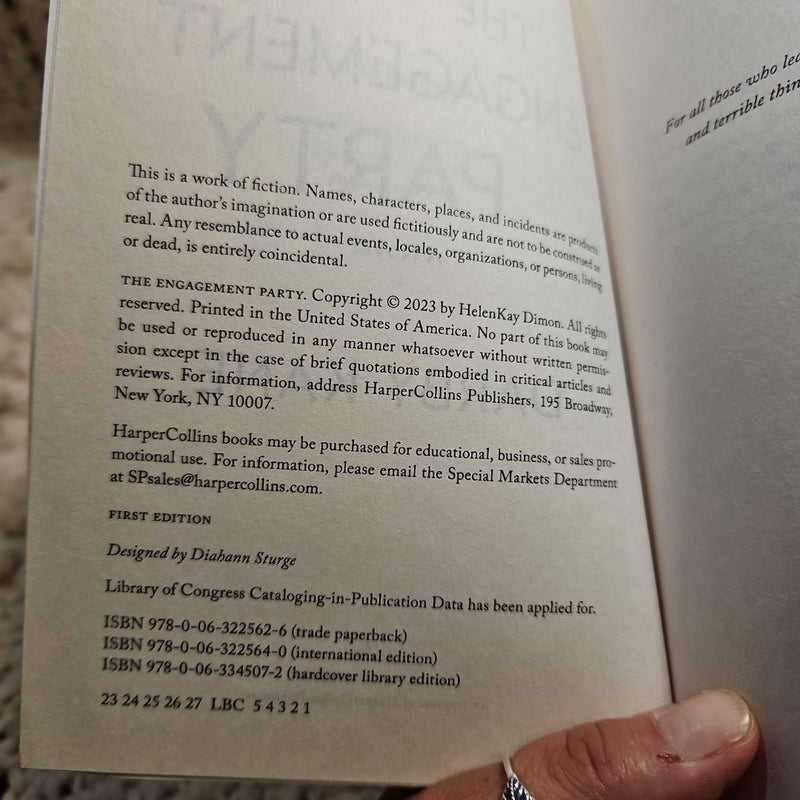 This is a work of fiction. Names, characters, places, and incidents are products
of the author's imagination or are used fictitiously and are not to be construed as
real. Any resemblance to actual events, locales, organizations, or persons, living
or dead, is entirely coincidental.
THE ENGAGEMENT PARTY. Copyright © 2023 by HelenKay Dimon. All rights
reserved. Printed in the United States of America. No part of this book may
be used or reproduced in any manner whatsoever without written permis-
sion except in the case of brief quotations embodied in critical articles and
reviews. For information, address HarperCollins Publishers, 195 Broadway,
New York, NY 10007.
HarperCollins books may be purchased for educational, business, or sales pro-
motional use. For information, please email the Special Markets Department
at SPsales@harpercollins.com.
FIRST EDITION
Designed by Diahann Sturge
Library of Congress Cataloging-in-Publication Data has been applied for.
ISBN 978-0-06-322562-6 (trade paperback)
ISBN 978-0-06-322564-0 (international edition)
ISBN 978-0-06-334507-2 (hardcover library edition)
23 24 25 26 27 LBC 5 4 3 2 1
For all those who
and terrible